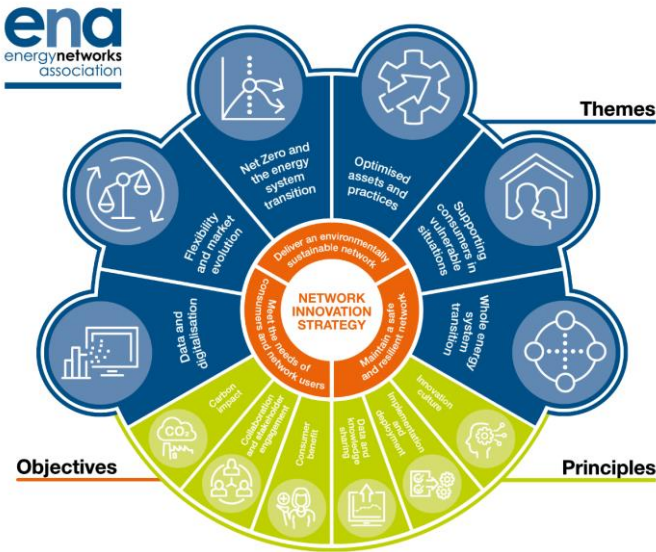 ena
energynetworks
association
Themes
Net Zero and
the energy
system
transition
Optimised
assets and
practices
Flexibility
and market
evolution
Supporting
consumers in
vulnerable
situations
Data and
digitalisation
Whole energy
system
transition
Deliver an environmentally
sustainable network
Meet the needs of
consumers and network users
Maintain a safe
and resilient network
NETWORK
INNOVATION
STRATEGY
Carbon
impact
Collaboration
and stakeholder
engagement
Consumer
benefit
Data and
knowledge
sharing
Implementation
and
deployment
Innovation
culture
CO2
Objectives
Principles